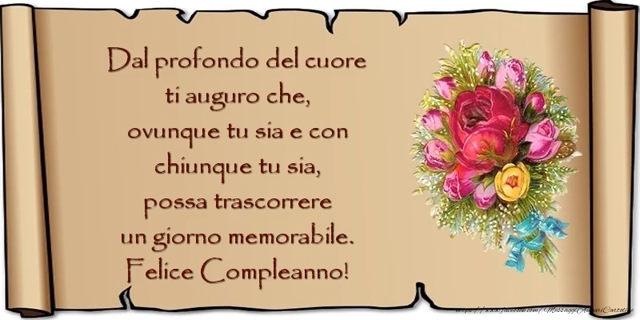 Dal profondo del cuore
ti auguro che,
ovunque tu sia e con
chiunque tu sia,
possa trascorrere
un giorno memorabile.
Felice Compleanno!